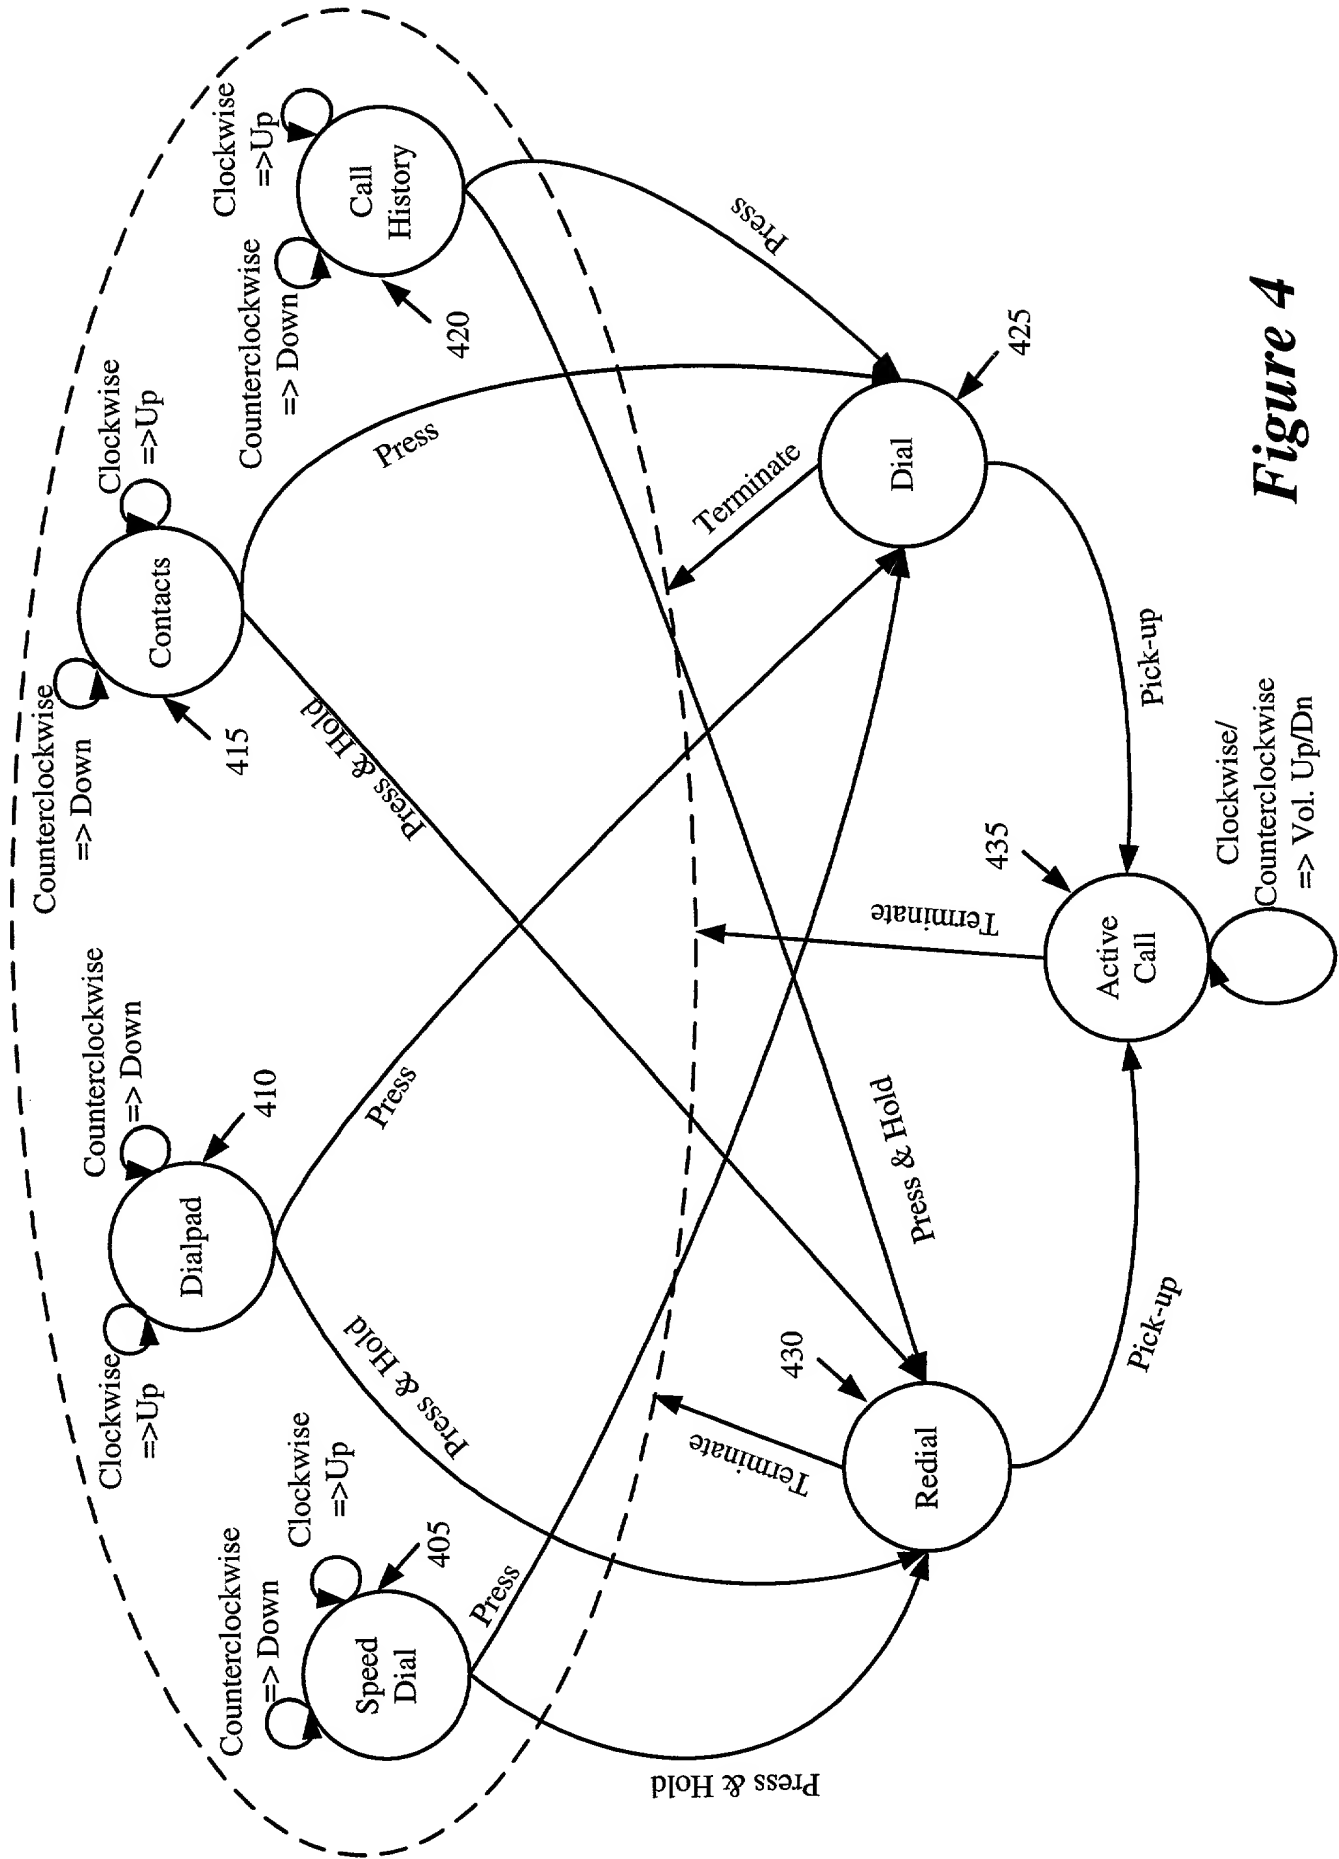 Counterclockwise
=> Down
Clockwise
=>Up
Speed
Dial
405
Clockwise
=>Up
Counterclockwise
=> Down
Dialpad
410
Counterclockwise
=> Down
Clockwise
=>Up
Contacts
415
Counterclockwise
=> Down
Clockwise
=>Up
Call
History
420
Press & Hold
Press
Press & Hold
Press
Press & Hold
Press
Press & Hold
Press
Terminate
Terminate
Terminate
430
Redial
435
Active
Call
Dial
425
Pick-up
Pick-up
Clockwise/
Counterclockwise
=> Vol. Up/Dn
Figure 4